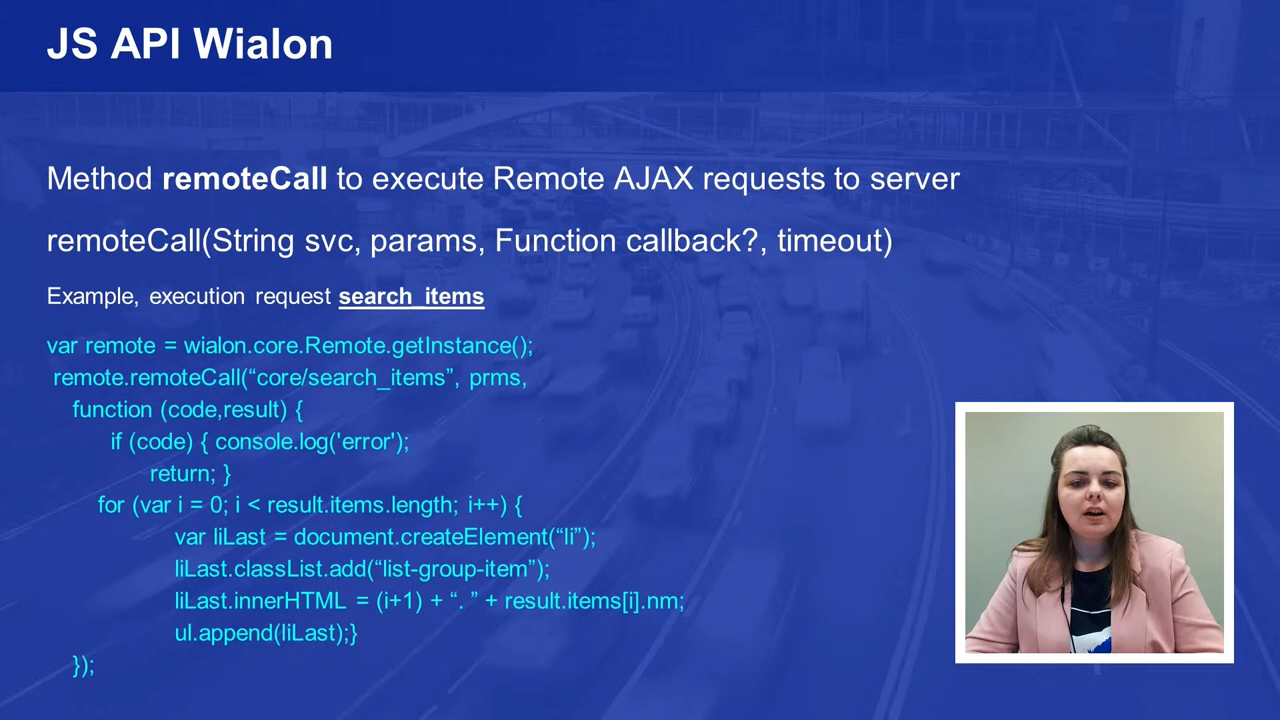 JS API Wialon
Method remoteCall to execute Remote AJAX requests to server
remoteCall(String svc, params, Function callback?, timeout)
Example, execution request search_items
var remote = wialon.core.Remote.getInstance();
remote.remoteCall(“core/search_items”, prms,
function (code,result) {
if (code) { console.log('error');
return; }
for (var i = 0; i < result.items.length; i++) {
var liLast = document.createElement(“li”);
liLast.classList.add(“list-group-item”);
liLast.innerHTML = (i+1) + “. ” + result.items[i].nm;
ul.append(liLast);}
});